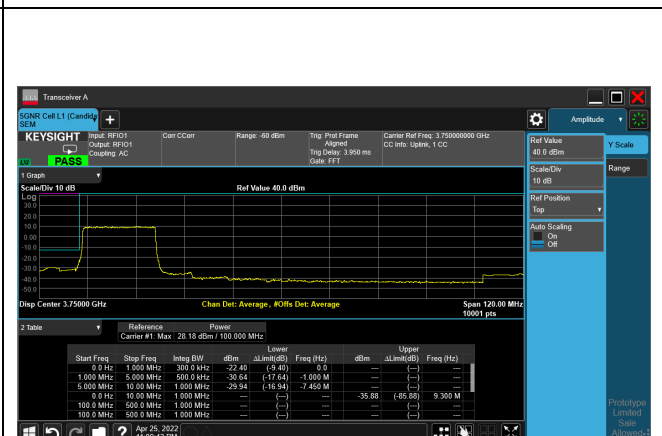 Transceiver A
5GNR Cell L1 (Candida
SEM
Amplitude
KEYSIGHT
Input: RFIO1
Output: RFIO1
Coupling: AC
Corr CCorr
Range: -60 dBm
Trig: Prot Frame
Aligned
Trig Delay: 3.950 ms
Gate: FFT
Carrier Ref Freq: 3.750000000 GHz
CC Info: Uplink, 1 CC
LVI
PASS
Ref Value
40.0 dBm
Y Scale
Scale/Div
10 dB
Range
Ref Position
Top
Auto Scaling
On
Off
1 Graph
Scale/Div 10 dB
Ref Value 40.0 dBm
Log
30.0
20.0
10.0
0.00
-10.0
-20.0
-30.0
-40.0
-50.0
Disp Center 3.75000 GHz
Chan Det: Average, #Offs Det: Average
Span 120.00 MHz
10001 pts
2 Table
Reference Power
Carrier #1: Max 28.18 dBm / 100.000 MHz
Lower Upper
Start Freq Stop Freq Integ BW dBm ΔLimit(dB) Freq (Hz) dBm ΔLimit(dB) Freq (Hz)
0.0 Hz 1.000 MHz 300.0 kHz -22.40 (-9.40) 0.0 --- (---) ---
1.000 MHz 5.000 MHz 500.0 kHz -30.64 (-17.64) -1.000 M --- (---) ---
5.000 MHz 10.00 MHz 1.000 MHz -29.94 (-16.94) -7.450 M --- (---) ---
0.0 Hz 10.00 MHz 1.000 MHz --- (---) --- -35.88 (-85.88) 9.300 M
100.0 MHz 500.0 MHz 1.000 MHz --- (---) --- --- (---) ---
100.0 MHz 500.0 MHz 1.000 MHz --- (---) --- --- (---) ---
Prototype
Limited
Sale
Allowed
Apr 25, 2022